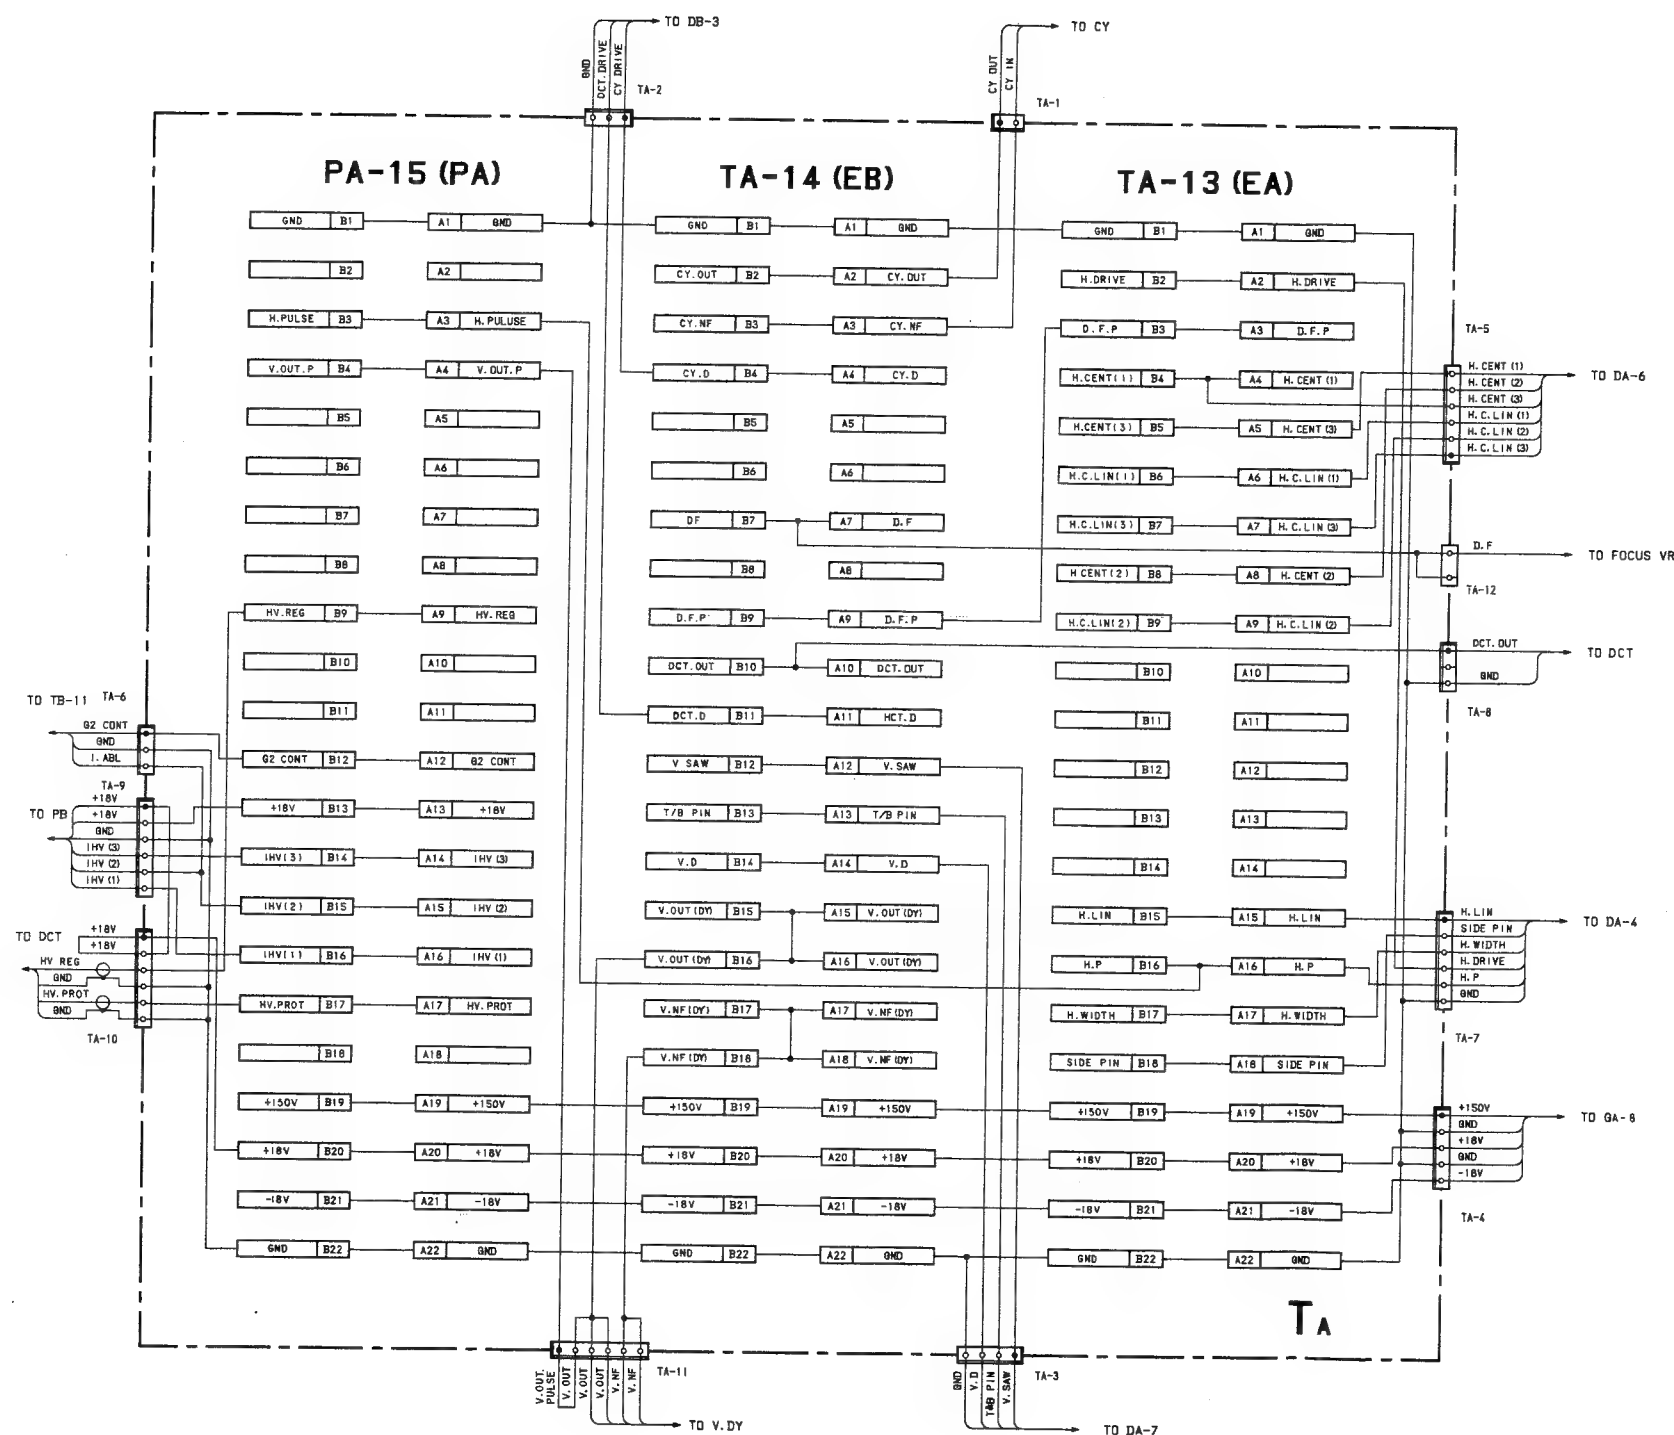 TO DB-3
TO CY
GND
DCT.DRIVE
CY DRIVE
TA-2
CY OUT
CY IN
TA-1
PA-15 (PA)
TA-14 (EB)
TA-13 (EA)
GND B1 A1 GND GND B1 A1 GND GND B1 A1 GND
B2 A2 CY.OUT B2 A2 CY.OUT H.DRIVE B2 A2 H.DRIVE
H.PULSE B3 A3 H.PULUSE CY.NF B3 A3 CY.NF D.F.P B3 A3 D.F.P
V.OUT.P B4 A4 V.OUT.P CY.D B4 A4 CY.D H.CENT(1) B4 A4 H.CENT(1)
B5 A5 B5 A5 H.CENT(3) B5 A5 H.CENT(3)
B6 A6 B6 A6 H.C.LIN(1) B6 A6 H.C.LIN(1)
B7 A7 DF B7 A7 D.F H.C.LIN(3) B7 A7 H.C.LIN(3)
B8 A8 B8 A8 H.CENT(2) B8 A8 H.CENT(2)
HV.REG B9 A9 HV.REG D.F.P B9 A9 D.F.P H.C.LIN(2) B9 A9 H.C.LIN(2)
B10 A10 DCT.OUT B10 A10 DCT.OUT B10 A10
B11 A11 DCT.D B11 A11 HCT.D B11 A11
G2 CONT B12 A12 G2 CONT V SAW B12 A12 V.SAW B12 A12
+18V B13 A13 +18V T/B PIN B13 A13 T/B PIN B13 A13
IHV(3) B14 A14 IHV(3) V.D B14 A14 V.D B14 A14
IHV(2) B15 A15 IHV(2) V.OUT(DY) B15 A15 V.OUT(DY) H.LIN B15 A15 H.LIN
IHV(1) B16 A16 IHV(1) V.OUT(DY) B16 A16 V.OUT(DY) H.P B16 A16 H.P
HV.PROT B17 A17 HV.PROT V.NF(DY) B17 A17 V.NF(DY) H.WIDTH B17 A17 H.WIDTH
B18 A18 V.NF(DY) B18 A18 V.NF(DY) SIDE PIN B18 A18 SIDE PIN
+150V B19 A19 +150V +150V B19 A19 +150V +150V B19 A19 +150V
+18V B20 A20 +18V +18V B20 A20 +18V +18V B20 A20 +18V
-18V B21 A21 -18V -18V B21 A21 -18V -18V B21 A21 -18V
GND B22 A22 GND GND B22 A22 GND GND B22 A22 GND
TA-5
H.CENT(1)
H.CENT(2)
H.CENT(3)
H.C.LIN(1)
H.C.LIN(2)
H.C.LIN(3)
TO DA-6
D.F
TO FOCUS VR
TA-12
DCT.OUT
GND
TO DCT
TA-8
H.LIN
SIDE PIN
H.WIDTH
H.DRIVE
H.P
GND
TO DA-4
TA-7
+150V
GND
+18V
GND
-18V
TO GA-8
TA-4
TO TB-11 TA-6
G2 CONT
GND
I.ABL
TA-9
+18V
+18V
TO PB
GND
IHV(3)
IHV(2)
IHV(1)
TO DCT
+18V
+18V
HV REG
GND
HV.PROT
GND
TA-10
TA
V.OUT.
PULSE
V.OUT
V.OUT
V.OUT
V.NF
V.NF
TA-11
TO V.DY
GND
V.D
T&B PIN
V.SAW
TA-3
TO DA-7